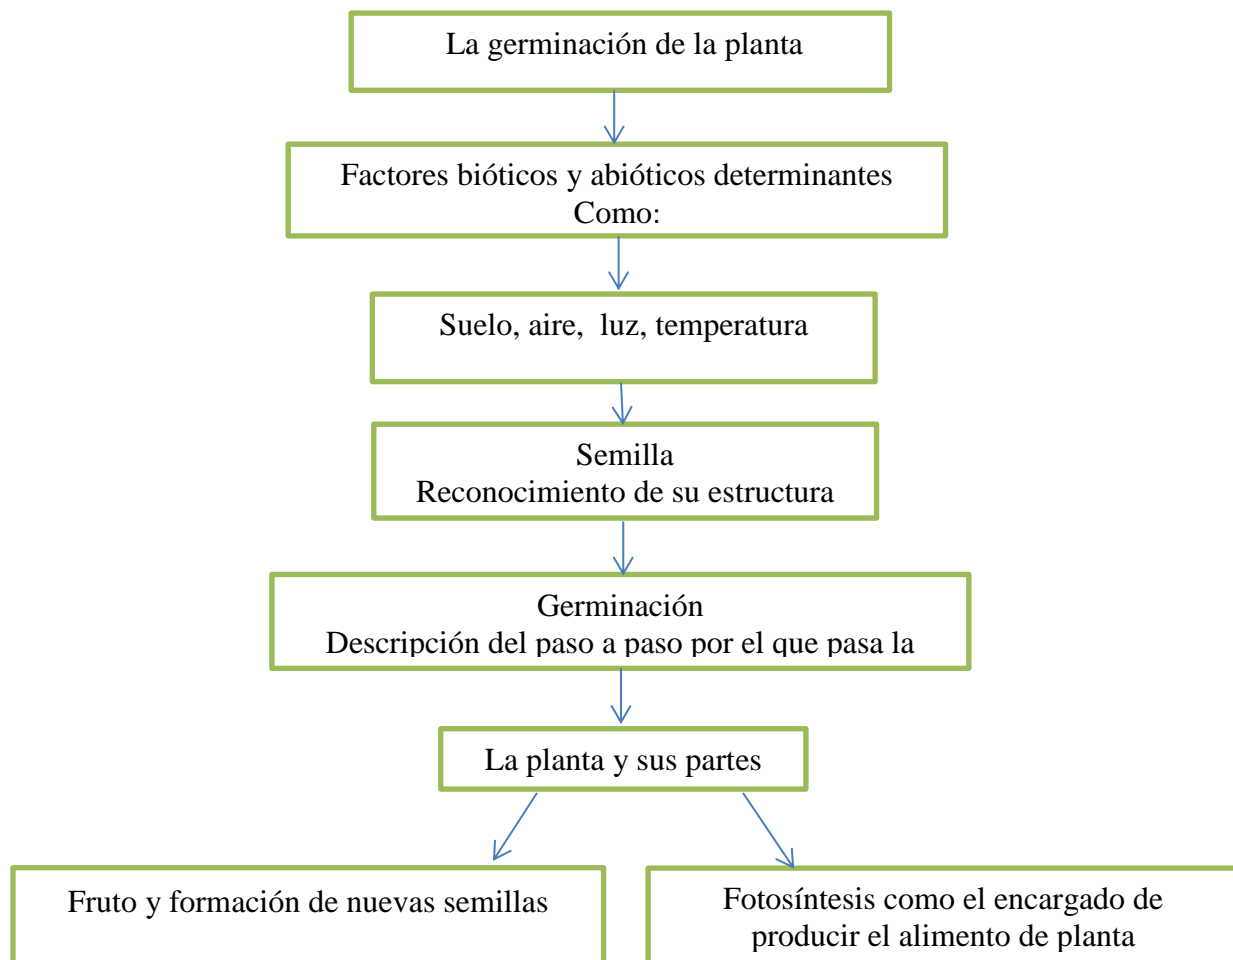 La germinación de la planta
Factores bióticos y abióticos determinantes
Como:
Suelo, aire,  luz, temperatura
Semilla
Reconocimiento de su estructura
Germinación
Descripción del paso a paso por el que pasa la
La planta y sus partes
Fruto y formación de nuevas semillas
Fotosíntesis como el encargado de
producir el alimento de planta